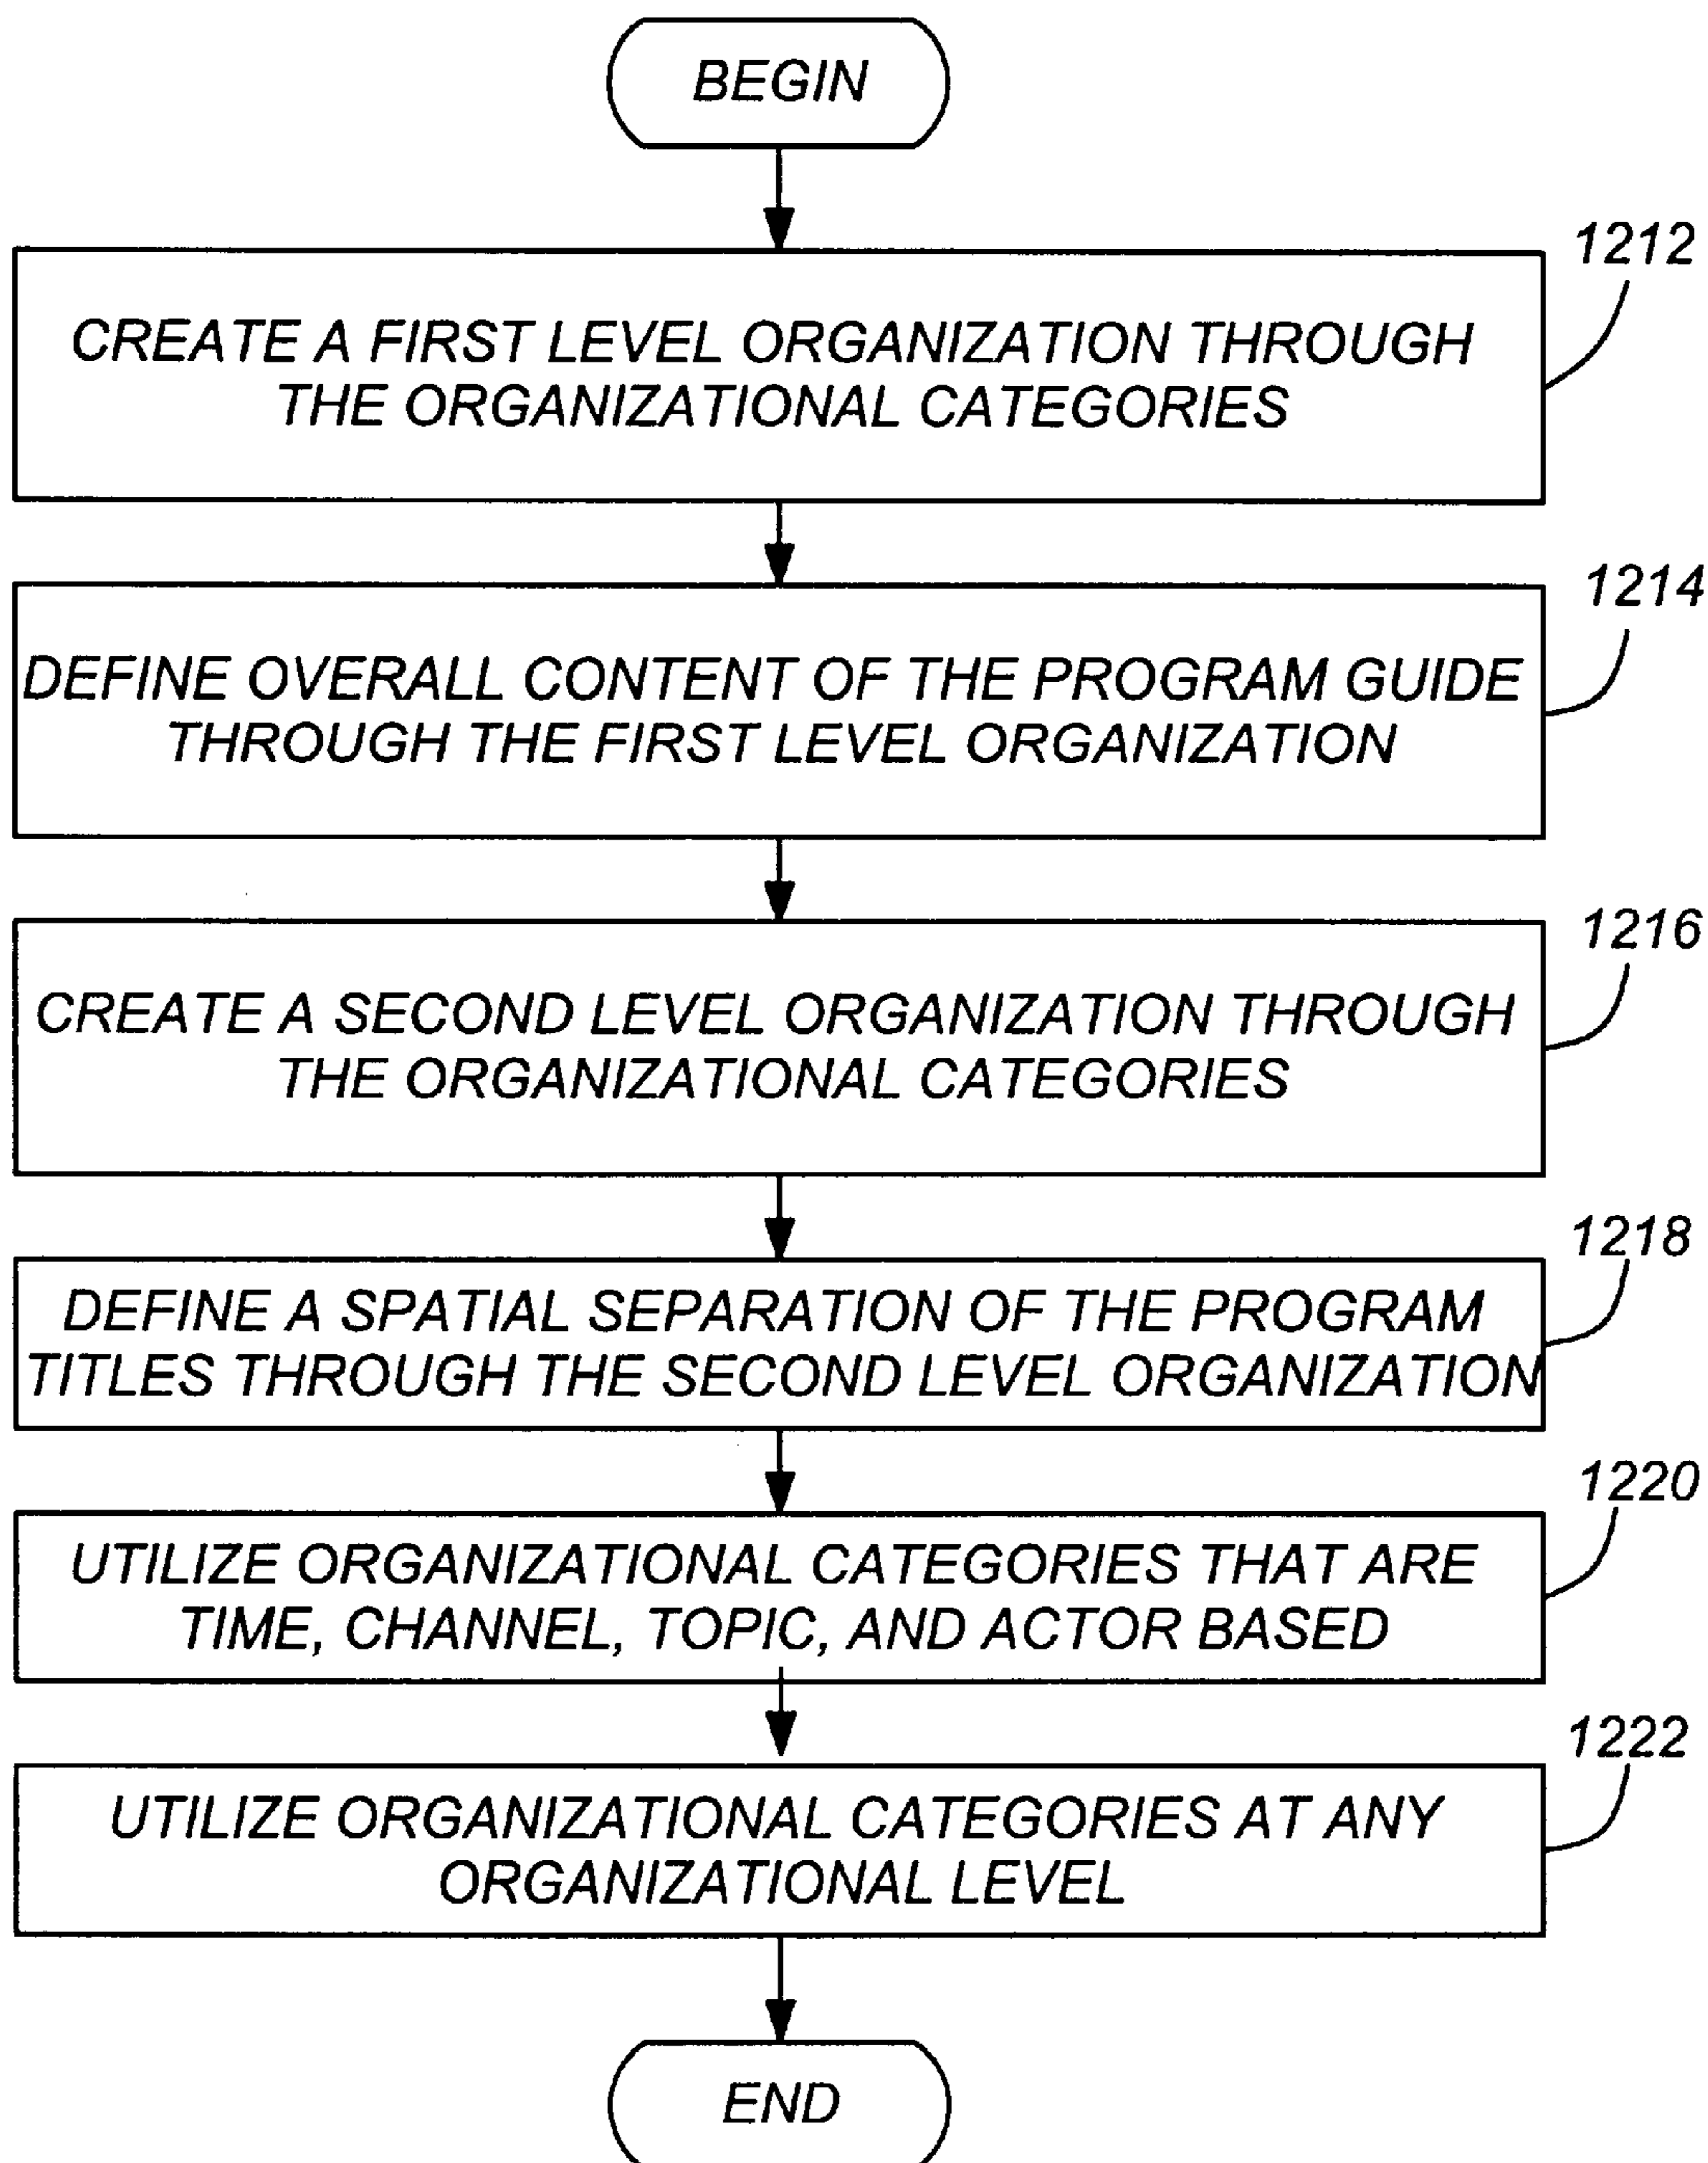 BEGIN
1212
CREATE A FIRST LEVEL ORGANIZATION THROUGH
THE ORGANIZATIONAL CATEGORIES
1214
DEFINE OVERALL CONTENT OF THE PROGRAM GUIDE
THROUGH THE FIRST LEVEL ORGANIZATION
1216
CREATE A SECOND LEVEL ORGANIZATION THROUGH
THE ORGANIZATIONAL CATEGORIES
1218
DEFINE A SPATIAL SEPARATION OF THE PROGRAM
TITLES THROUGH THE SECOND LEVEL ORGANIZATION
1220
UTILIZE ORGANIZATIONAL CATEGORIES THAT ARE
TIME, CHANNEL, TOPIC, AND ACTOR BASED
1222
UTILIZE ORGANIZATIONAL CATEGORIES AT ANY
ORGANIZATIONAL LEVEL
END